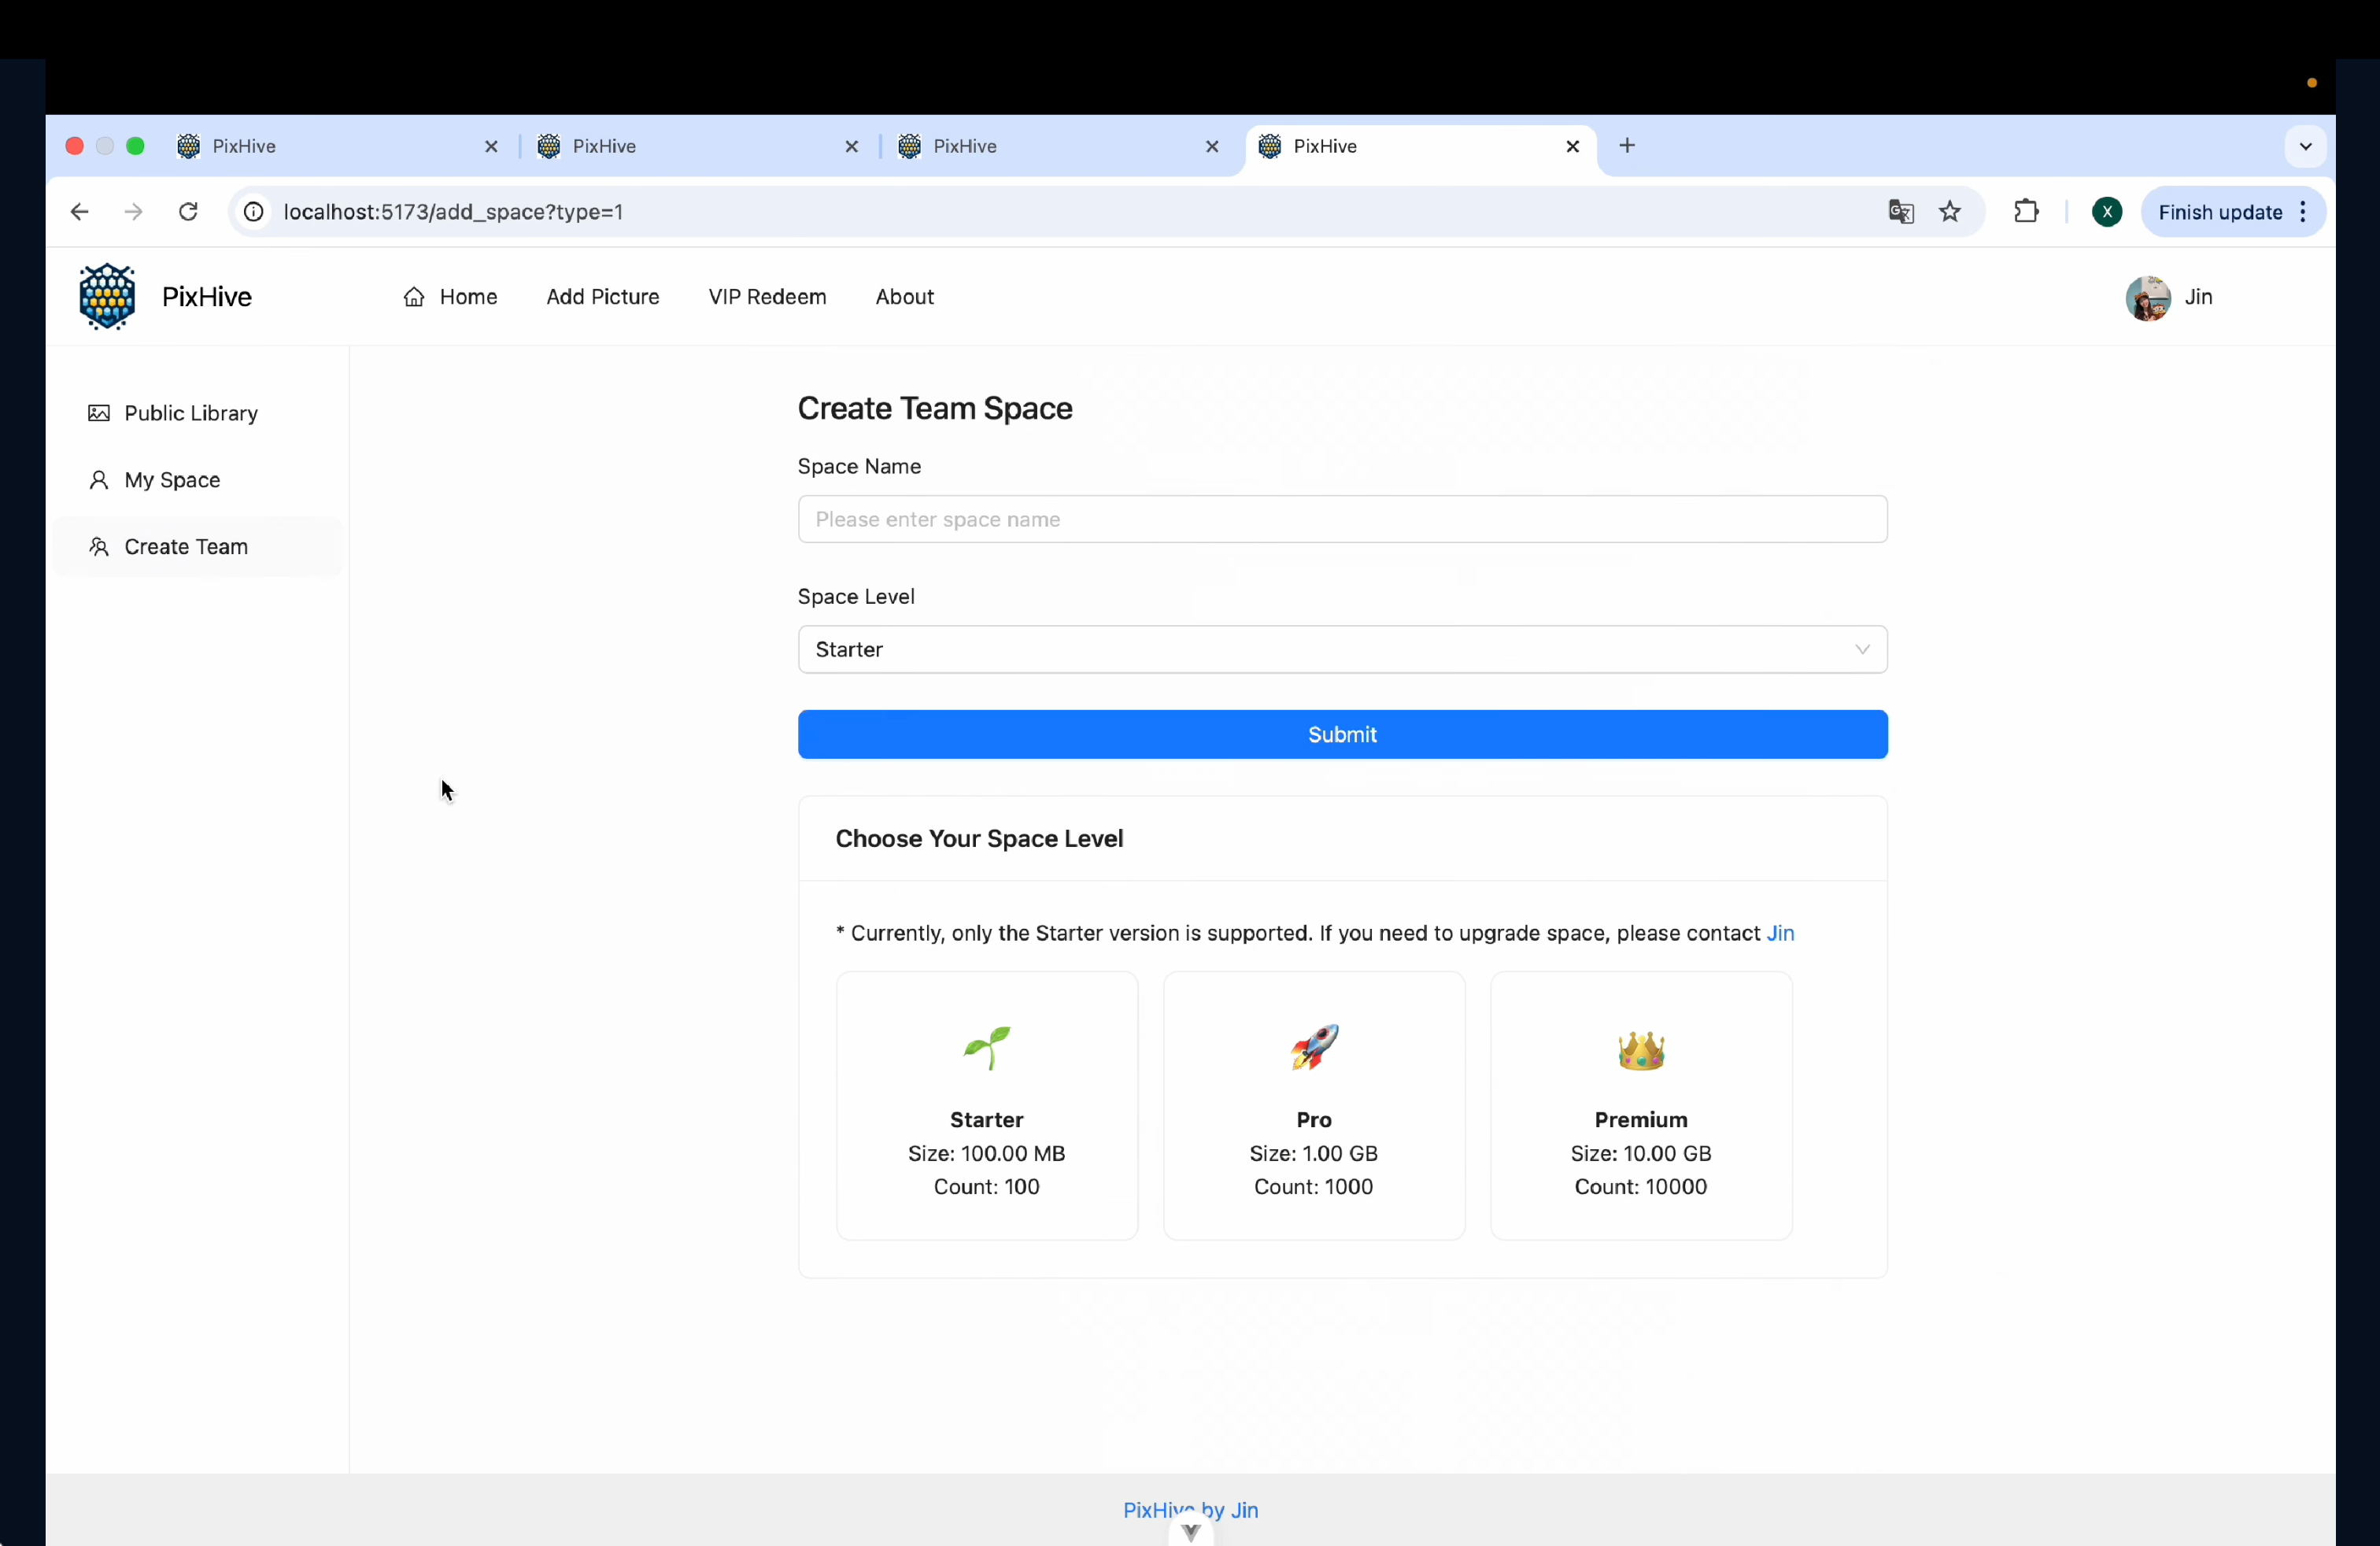 PixHive
PixHive
PixHive
PixHive
localhost:5173/add_space?type=1
X
Finish update
PixHive
Home
Add Picture
VIP Redeem
About
Jin
Public Library
My Space
Create Team
Create Team Space
Space Name
Please enter space name
Space Level
Starter
Submit
Choose Your Space Level
* Currently, only the Starter version is supported. If you need to upgrade space, please contact Jin
Starter
Size: 100.00 MB
Count: 100
Pro
Size: 1.00 GB
Count: 1000
Premium
Size: 10.00 GB
Count: 10000
PixHive by Jin